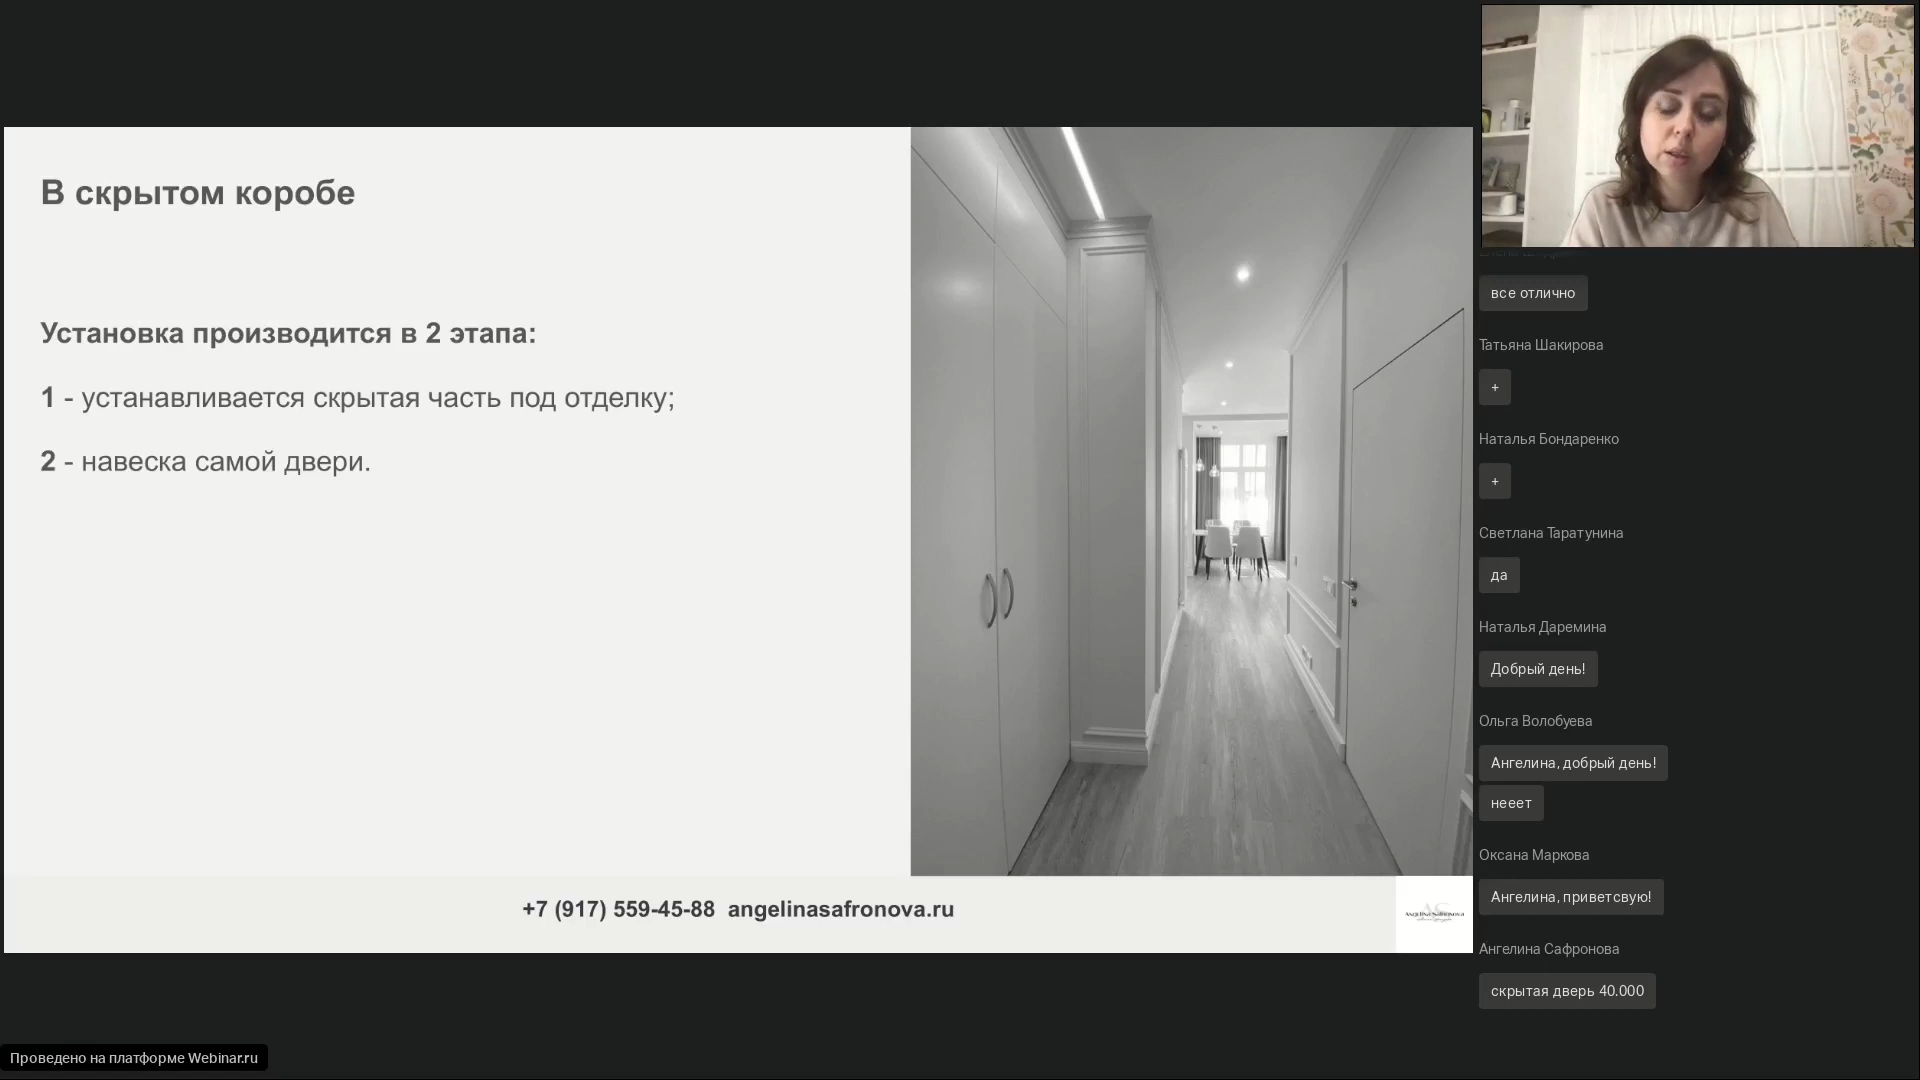 В скрытом коробе
Установка производится в 2 этапа:
1 - устанавливается скрытая часть под отделку;
2 - навеска самой двери.
+7 (917) 559-45-88 angelinasafronova.ru
все отлично
Татьяна Шакирова
+
Наталья Бондаренко
+
Светлана Таратунина
да
Наталья Даремина
Добрый день!
Ольга Волобуева
Ангелина, добрый день!
нееет
Оксана Маркова
Ангелина, приветсвую!
Ангелина Сафронова
скрытая дверь 40.000
Проведено на платформе Webinar.ru